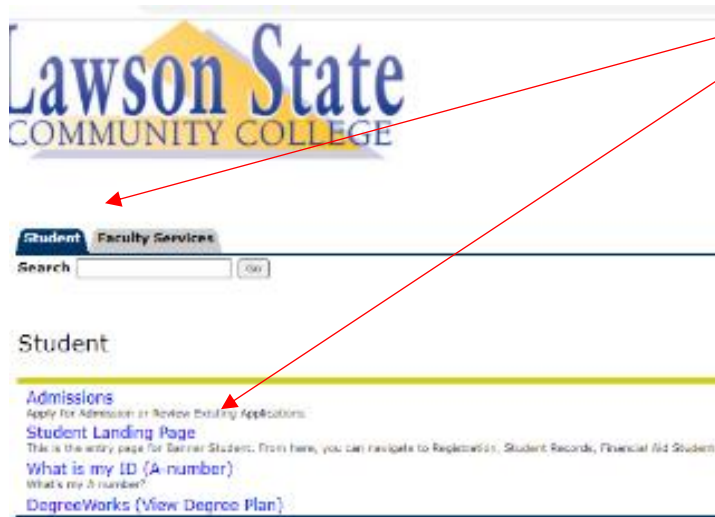 Lawson State
COMMUNITY COLLEGE
Student Faculty Services
Search Go
Student
Admissions
Apply for Admission or Review Existing Applications
Student Landing Page
This is the entry page for Banner Student. From here, you can navigate to Registration, Student Records, Financial Aid Student
What is my ID (A-number)
What's my A number?
DegreeWorks (View Degree Plan)